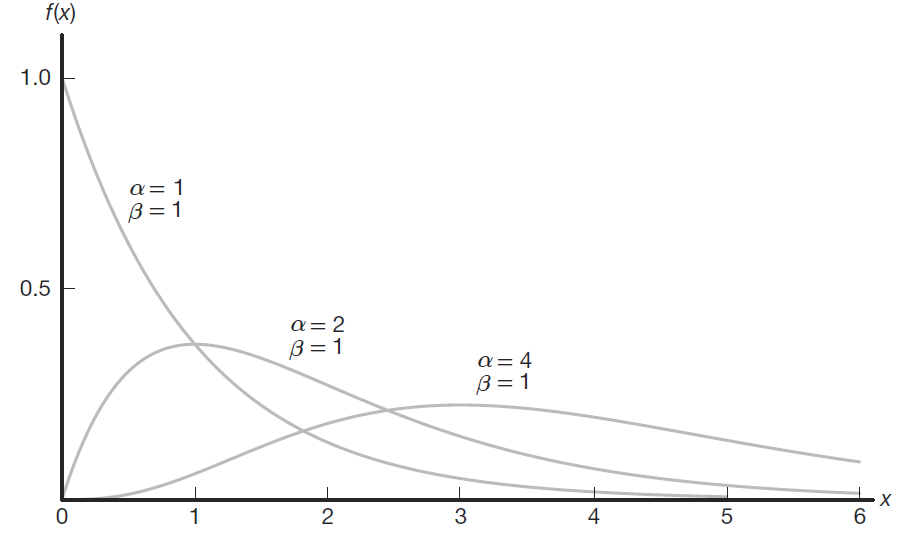 f(x)
1.0
α = 1
β = 1
0.5
α = 2
β = 1
α = 4
β = 1
0 1 2 3 4 5 6 x